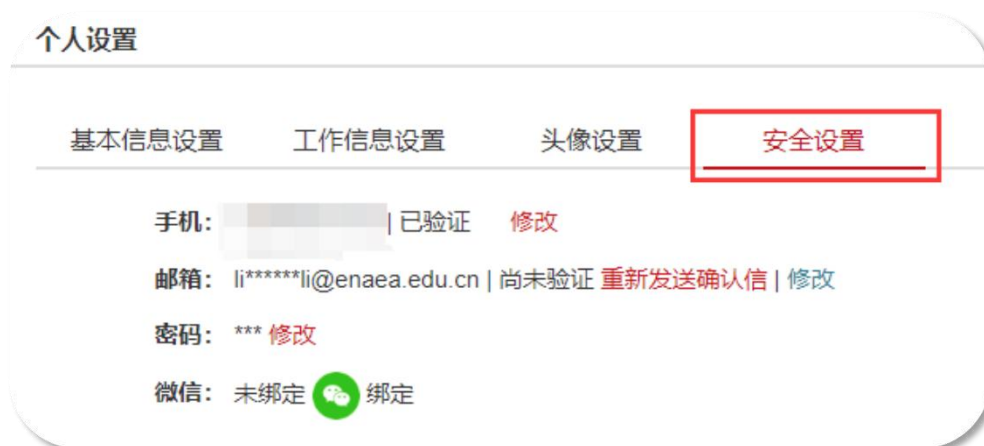 个人设置
基本信息设置 工作信息设置 头像设置 安全设置
手机： | 已验证 修改
邮箱： li******li@enaea.edu.cn | 尚未验证 重新发送确认信 | 修改
密码： *** 修改
微信： 未绑定 绑定